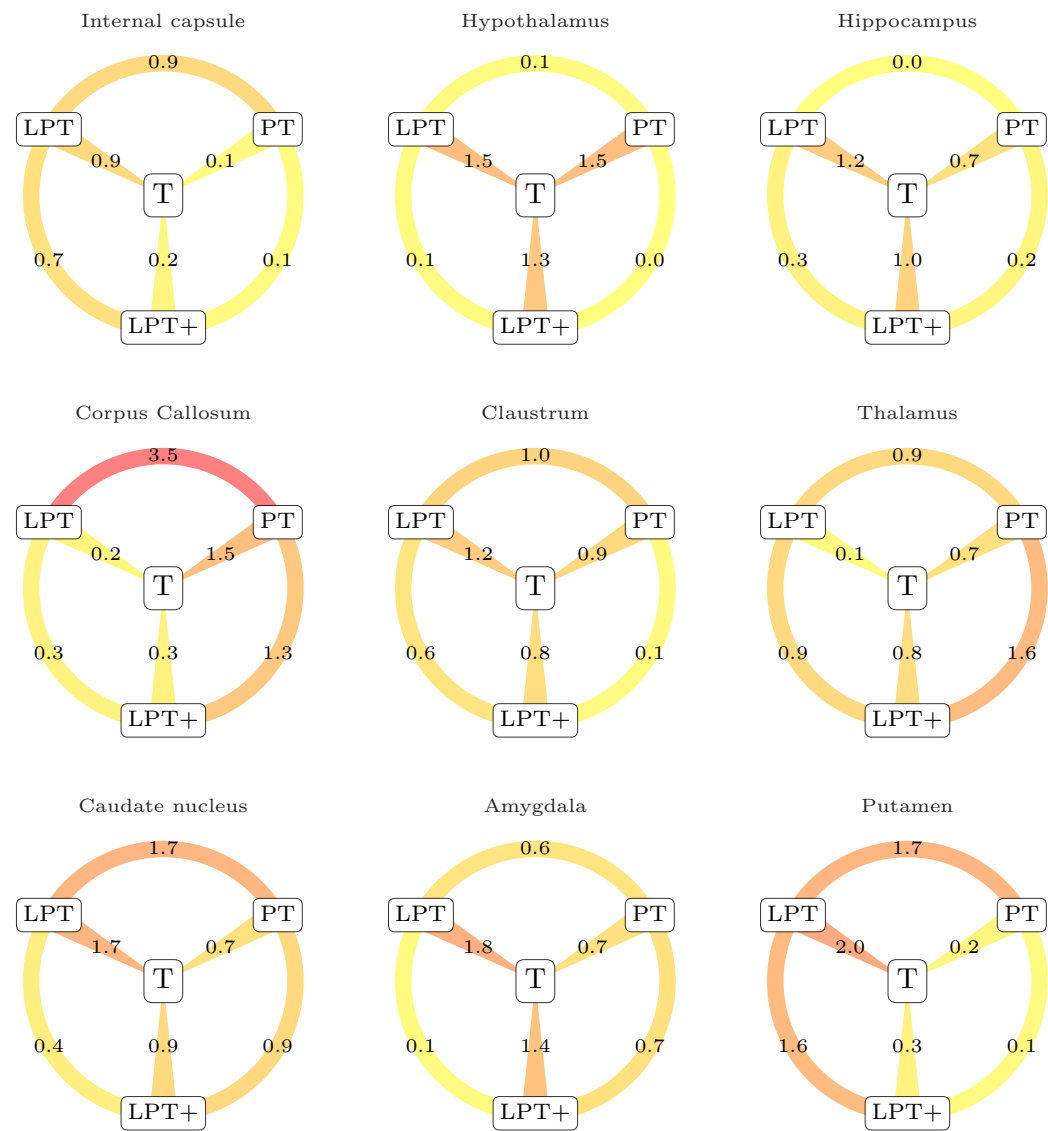 Internal capsule
0.9
LPT
PT
0.9
0.1
T
0.7
0.2
0.1
LPT+
Hypothalamus
0.1
LPT
PT
1.5
1.5
T
0.1
1.3
0.0
LPT+
Hippocampus
0.0
LPT
PT
1.2
0.7
T
0.3
1.0
0.2
LPT+
Corpus Callosum
3.5
LPT
PT
0.2
1.5
T
0.3
0.3
1.3
LPT+
Claustrum
1.0
LPT
PT
1.2
0.9
T
0.6
0.8
0.1
LPT+
Thalamus
0.9
LPT
PT
0.1
0.7
T
0.9
0.8
1.6
LPT+
Caudate nucleus
1.7
LPT
PT
1.7
0.7
T
0.4
0.9
0.9
LPT+
Amygdala
0.6
LPT
PT
1.8
0.7
T
0.1
1.4
0.7
LPT+
Putamen
1.7
LPT
PT
2.0
0.2
T
1.6
0.3
0.1
LPT+